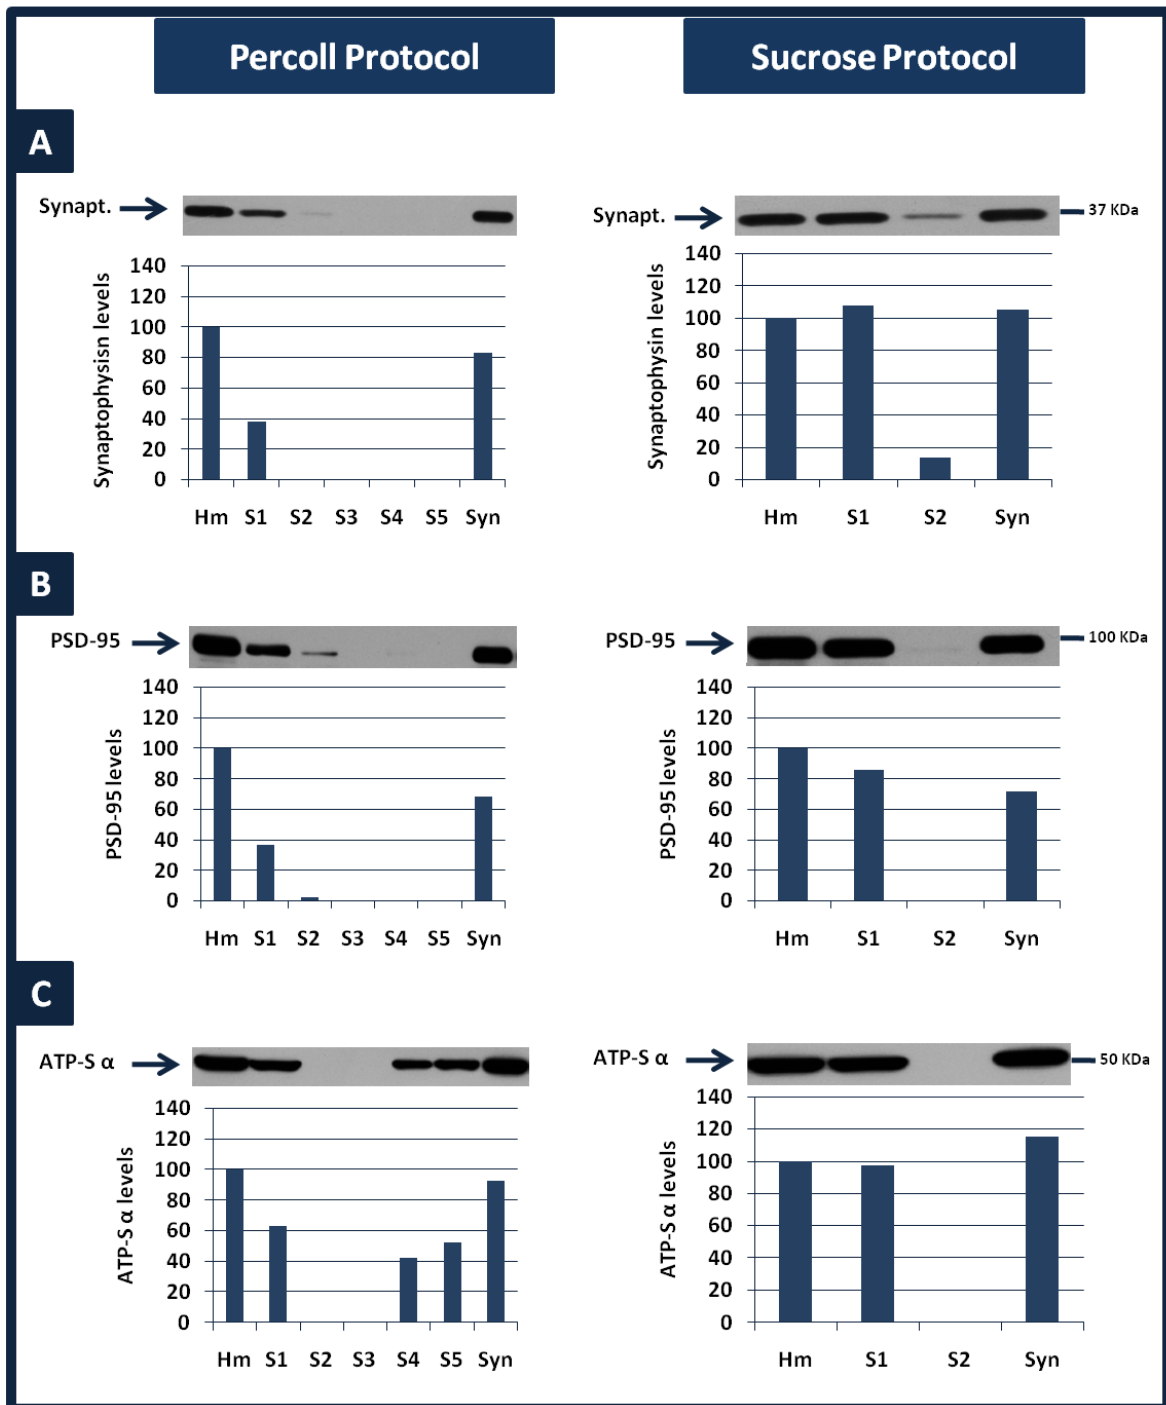 Percoll Protocol
Sucrose Protocol
A
Synapt.
Synapt.
37 KDa
Synaptophysisn levels
140
120
100
80
60
40
20
0
Hm S1 S2 S3 S4 S5 Syn
Synaptophysin levels
140
120
100
80
60
40
20
0
Hm S1 S2 Syn
B
PSD-95
PSD-95
100 KDa
PSD-95 levels
140
120
100
80
60
40
20
0
Hm S1 S2 S3 S4 S5 Syn
PSD-95 levels
140
120
100
80
60
40
20
0
Hm S1 S2 Syn
C
ATP-S α
ATP-S α
50 KDa
ATP-S α levels
140
120
100
80
60
40
20
0
Hm S1 S2 S3 S4 S5 Syn
ATP-S α levels
140
120
100
80
60
40
20
0
Hm S1 S2 Syn